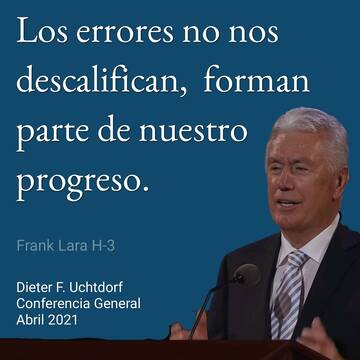 Los errores no nos
descalifican, forman
parte de nuestro
progreso.
Frank Lara H-3
Dieter F. Uchtdorf
Conferencia General
Abril 2021